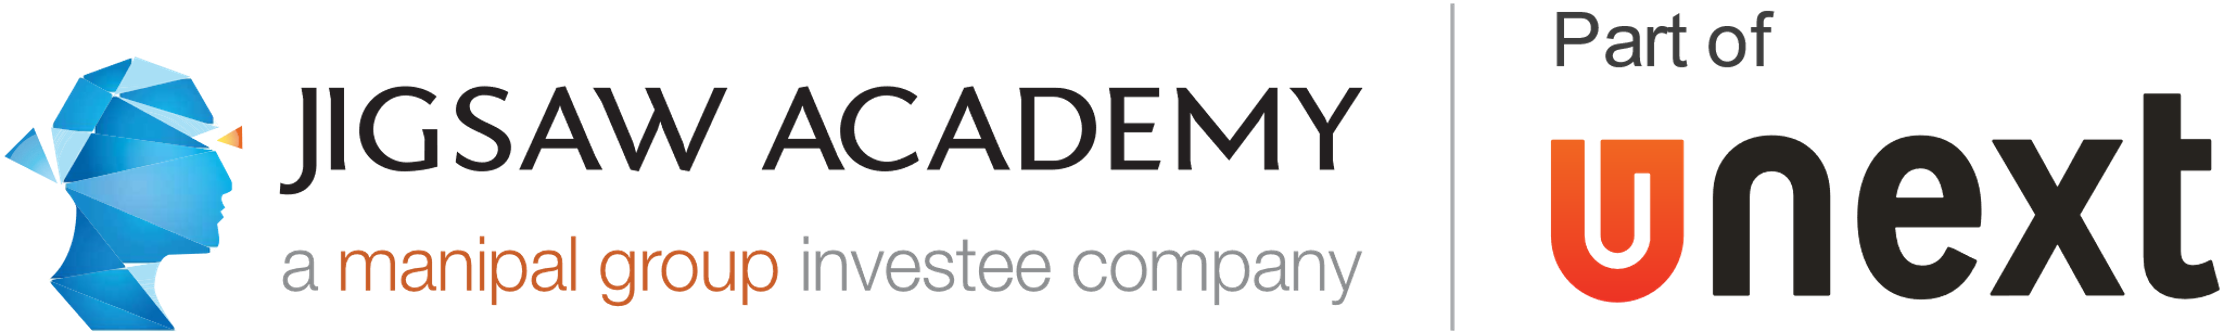 JIGSAW ACADEMY
a manipal group investee company
Part of
unext